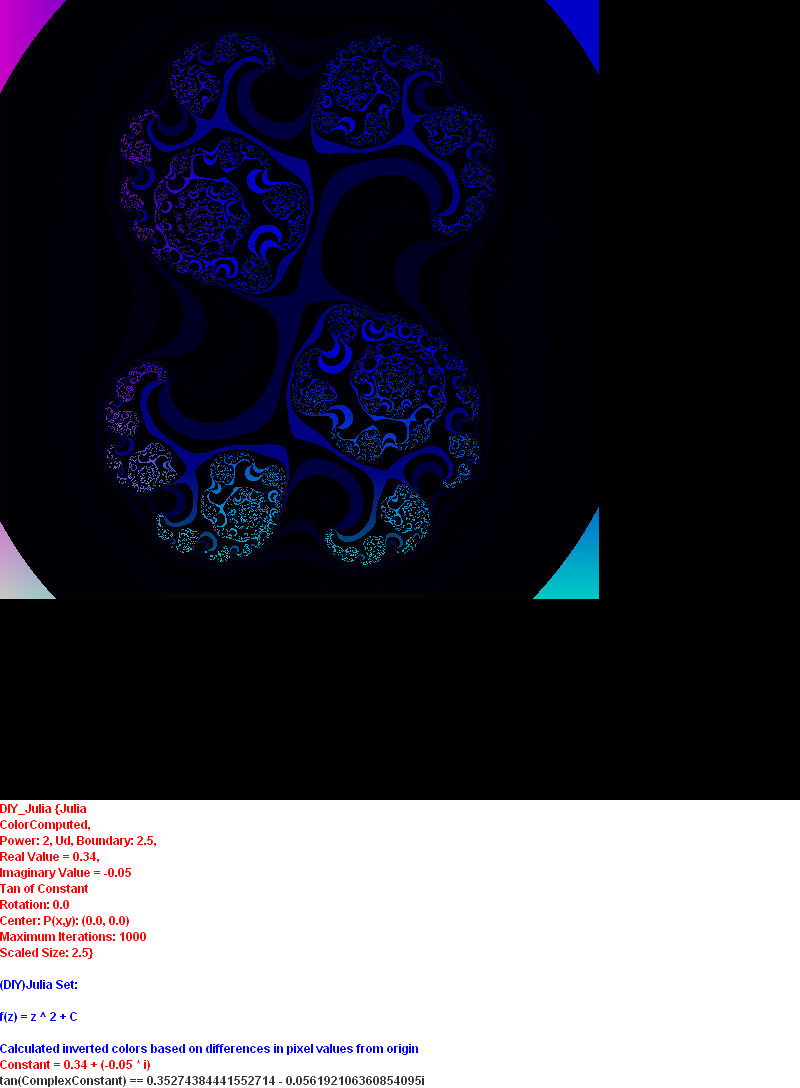 DIY_Julia {Julia
ColorComputed,
Power: 2, Ud, Boundary: 2.5,
Real Value = 0.34,
Imaginary Value = -0.05
Tan of Constant
Rotation: 0.0
Center: P(x,y): (0.0, 0.0)
Maximum Iterations: 1000
Scaled Size: 2.5}
(DIY)Julia Set:
f(z) = z ^ 2 + C
Calculated inverted colors based on differences in pixel values from origin
Constant = 0.34 + (-0.05 * i)
tan(ComplexConstant) == 0.35274384441552714 - 0.056192106360854095i